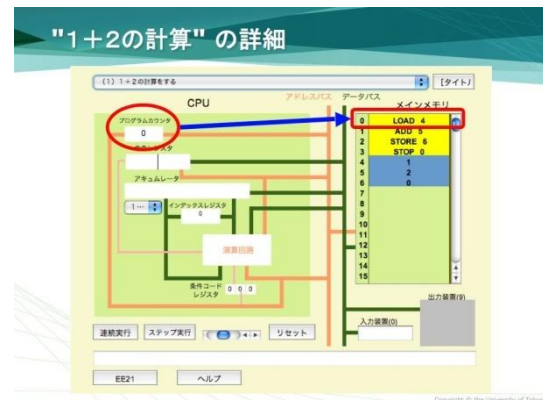 "1+2の計算" の詳細
(1) 1+2の計算をする
[タイトル]
CPU
アドレスバス
データバス
メインメモリ
プログラムカウンタ
0
アキュムレータ
1…
インデックスレジスタ
0
演算回路
条件コード
レジスタ
0 0 0
0 LOAD 4
1 ADD 5
2 STORE 6
3 STOP 0
4 1
5 2
6 0
7
8
9
10
11
12
13
14
15
出力装置(9)
入力装置(0)
連続実行
ステップ実行
リセット
EE21
ヘルプ
Copyright © the University of Tokyo